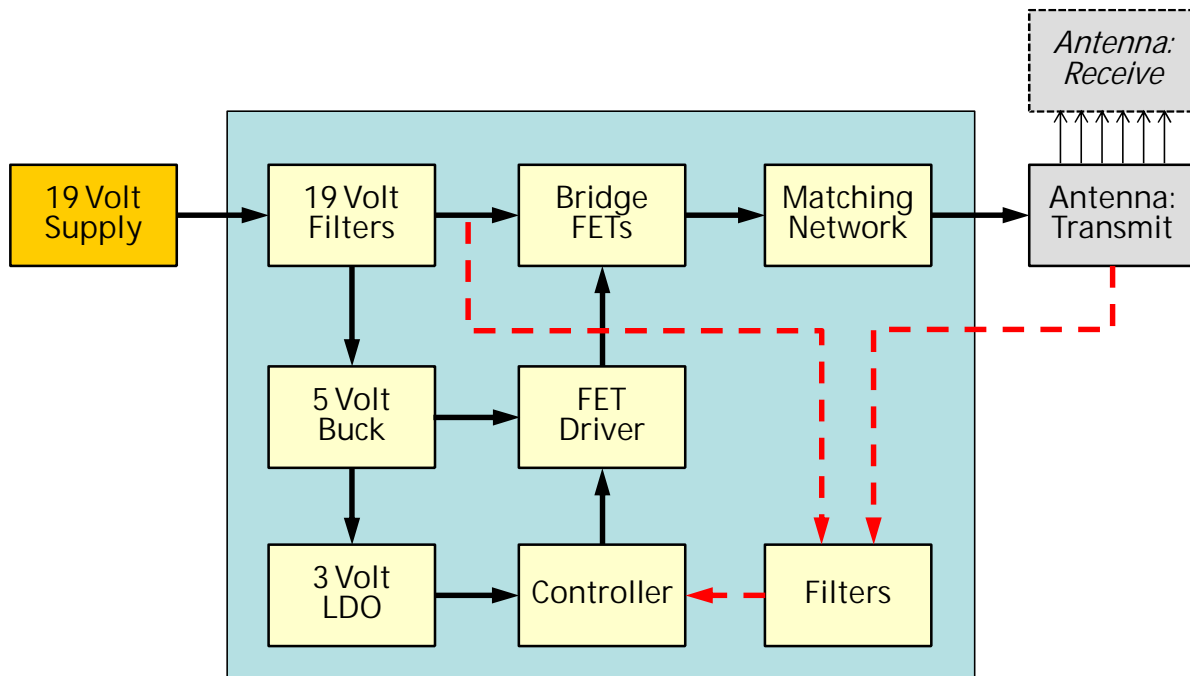 Antenna:
Receive
19 Volt
Supply
19 Volt
Filters
Bridge
FETs
Matching
Network
Antenna:
Transmit
5 Volt
Buck
FET
Driver
3 Volt
LDO
Controller
Filters